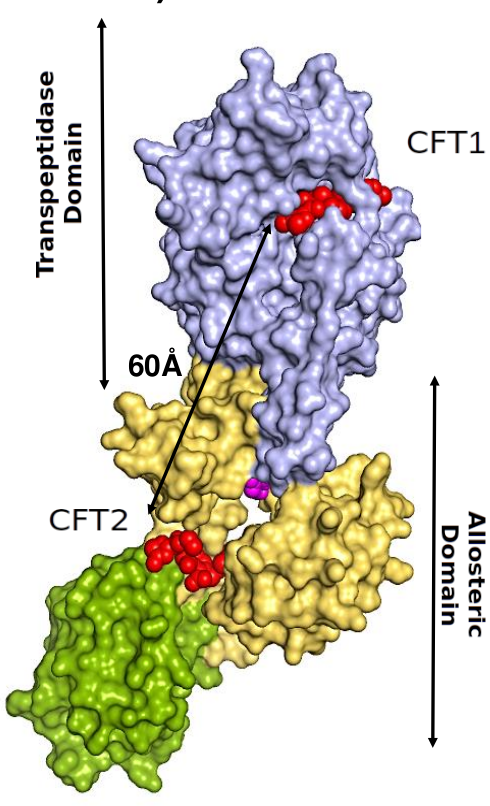 Transpeptidase
Domain
CFT1
60Å
CFT2
Allosteric
Domain